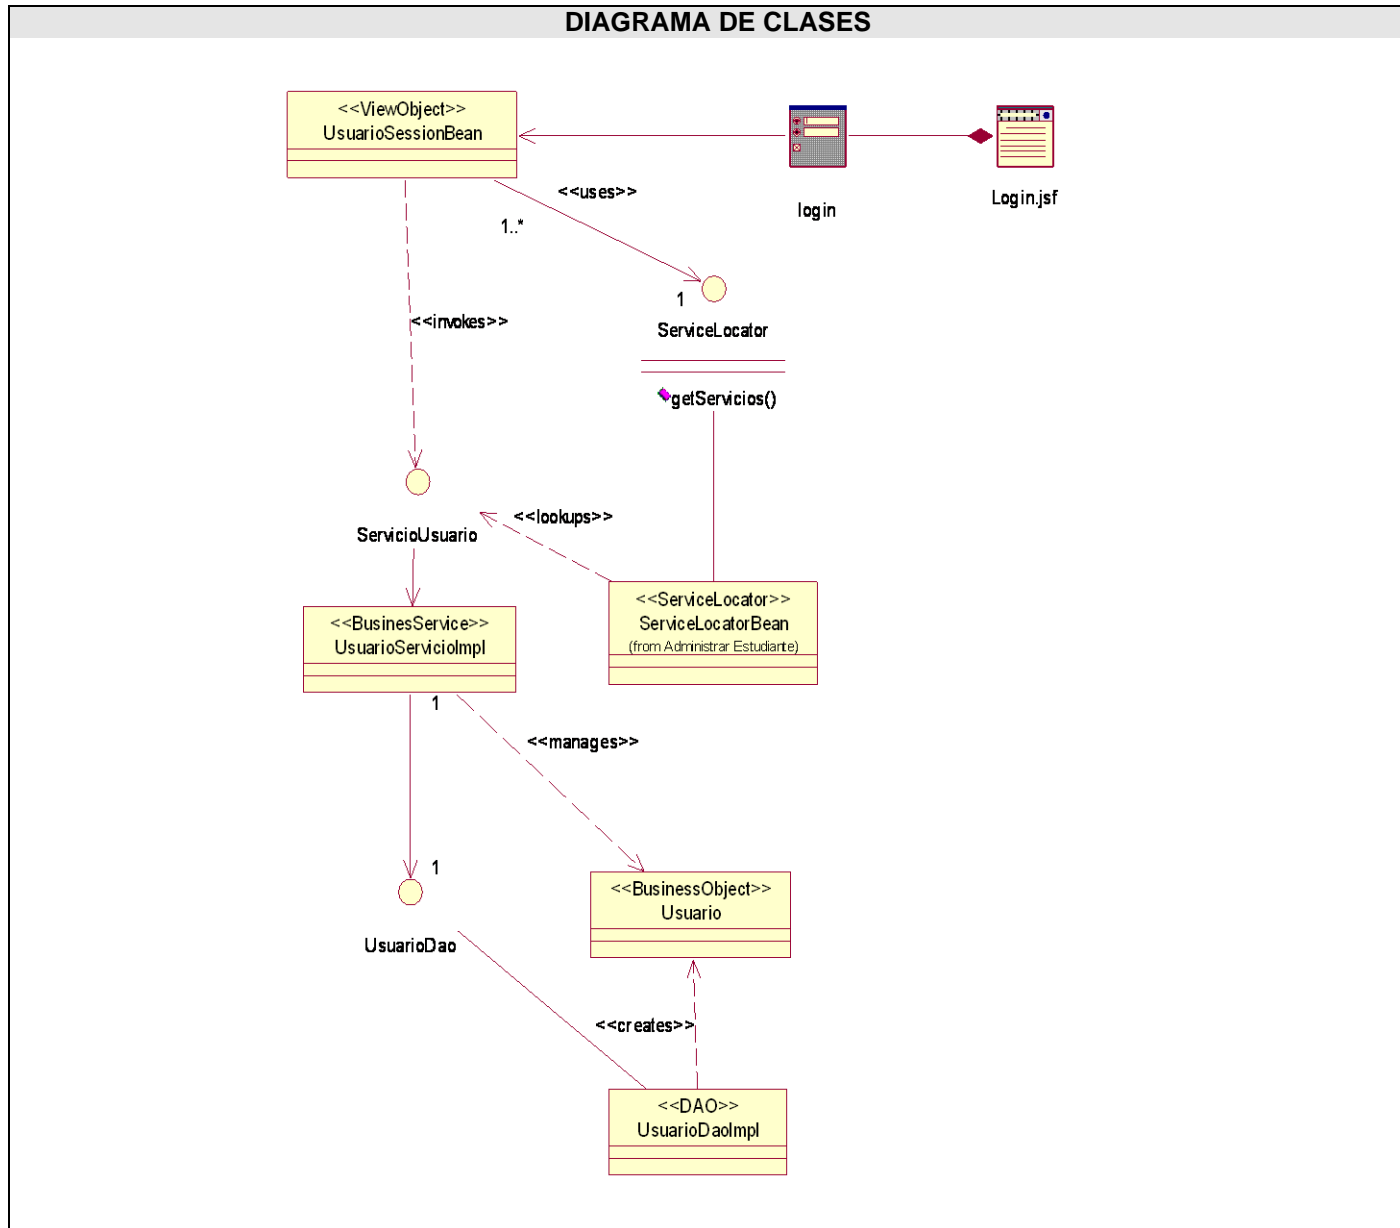 DIAGRAMA DE CLASES
<<ViewObject>>
UsuarioSessionBean
login
Login.jsf
<<uses>>
1..*
1
ServiceLocator
getServicios()
<<invokes>>
ServicioUsuario
<<lookups>>
<<BusinesService>>
UsuarioServicioImpl
<<ServiceLocator>>
ServiceLocatorBean
(from Administrar Estudiante)
1
<<manages>>
1
UsuarioDao
<<BusinessObject>>
Usuario
<<creates>>
<<DAO>>
UsuarioDaoImpl